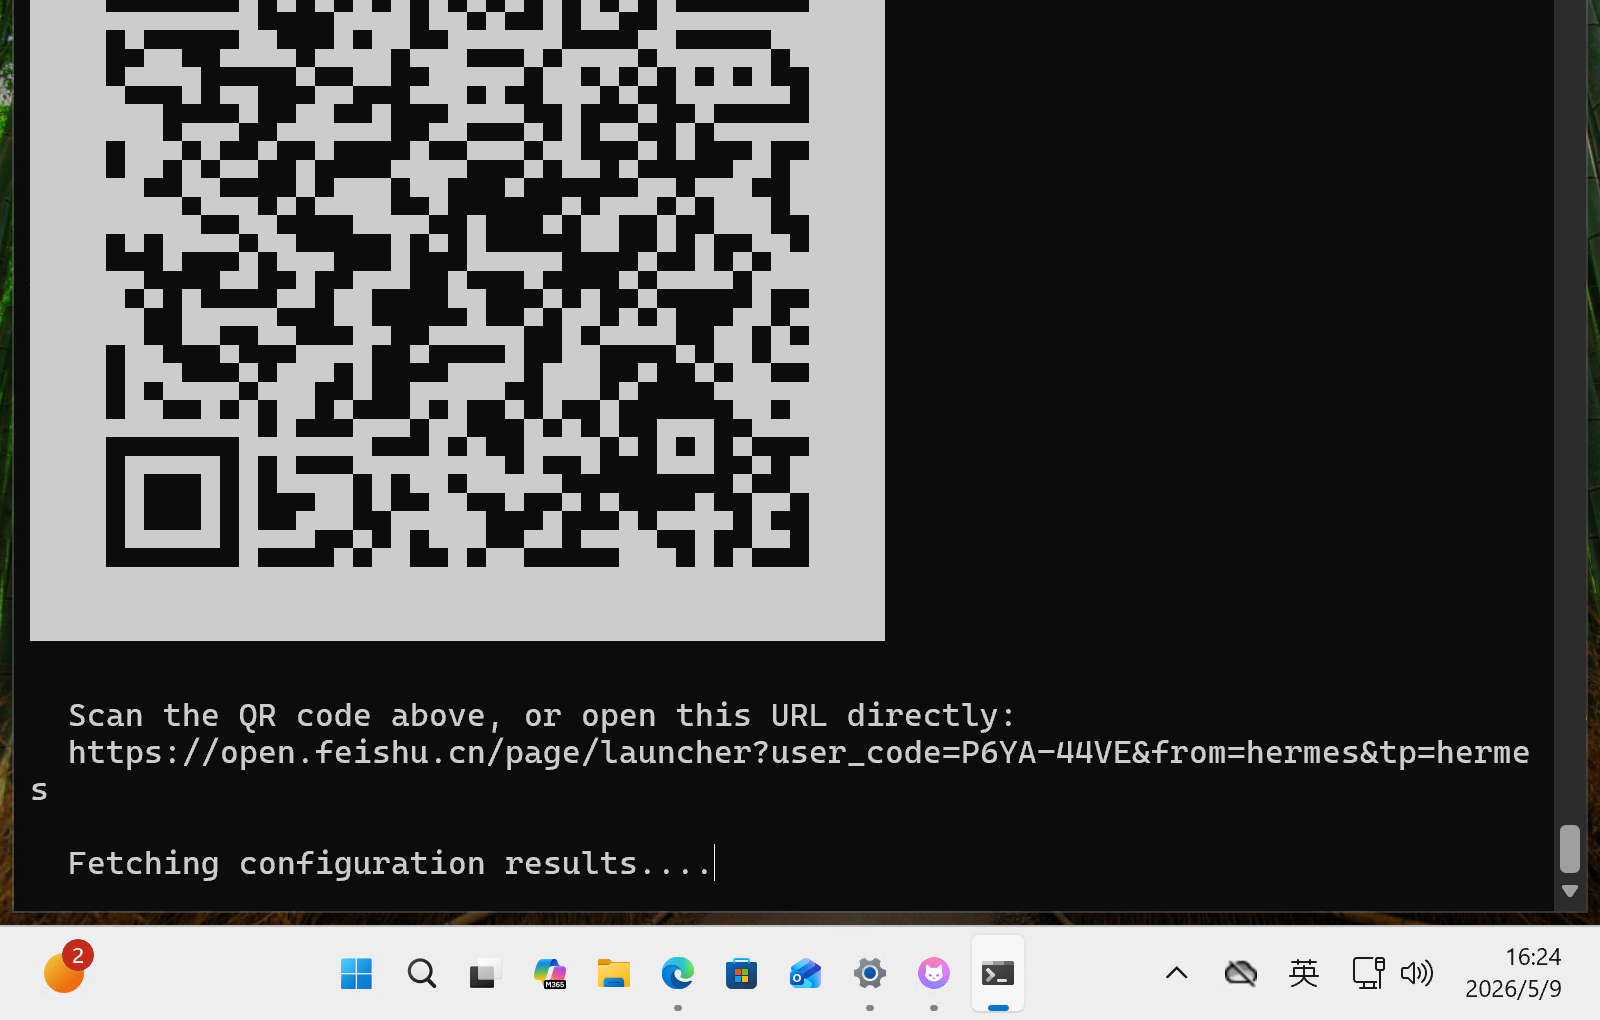 Scan the QR code above, or open this URL directly:
https://open.feishu.cn/page/launcher?user_code=P6YA-44VE&from=hermes&tp=herme
s
Fetching configuration results....
2
M365
英
16:24
2026/5/9